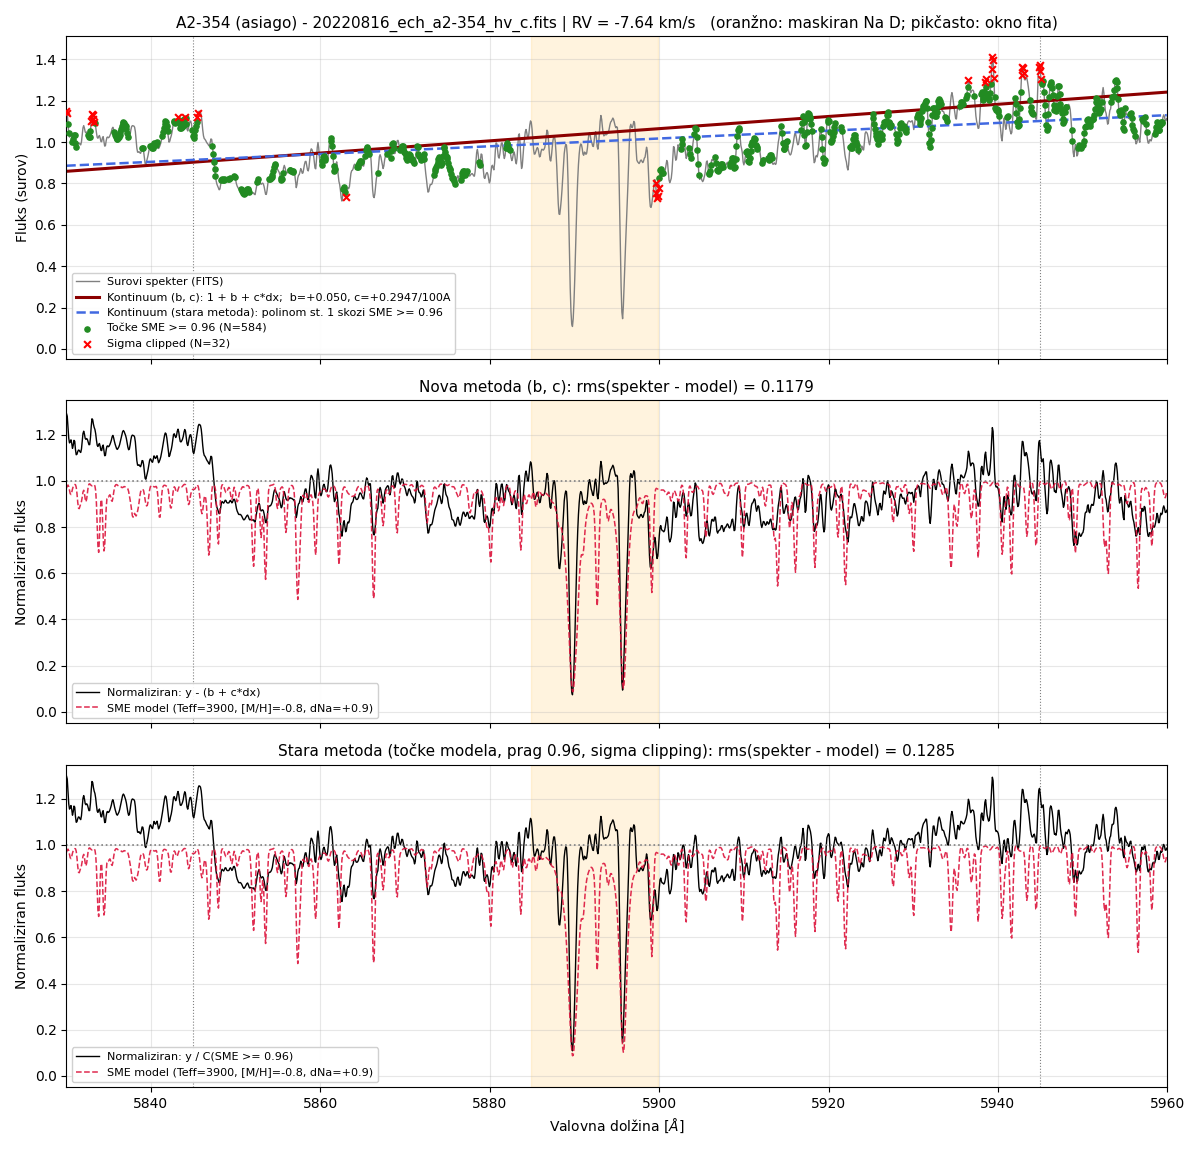 A2-354 (asiago) - 20220816_ech_a2-354_hv_c.fits | RV = -7.64 km/s   (oranžno: maskiran Na D; pikčasto: okno fita)
1.4
1.2
1.0
0.8
0.6
0.4
0.2
0.0
Fluks (surov)
Surovi spekter (FITS)
Kontinuum (b, c): 1 + b + c*dx;  b=+0.050, c=+0.2947/100A
Kontinuum (stara metoda): polinom st. 1 skozi SME >= 0.96
Točke SME >= 0.96 (N=584)
Sigma clipped (N=32)
Nova metoda (b, c): rms(spekter - model) = 0.1179
1.2
1.0
0.8
0.6
0.4
0.2
0.0
Normaliziran fluks
Normaliziran: y - (b + c*dx)
SME model (Teff=3900, [M/H]=-0.8, dNa=+0.9)
Stara metoda (točke modela, prag 0.96, sigma clipping): rms(spekter - model) = 0.1285
1.2
1.0
0.8
0.6
0.4
0.2
0.0
Normaliziran fluks
Normaliziran: y / C(SME >= 0.96)
SME model (Teff=3900, [M/H]=-0.8, dNa=+0.9)
5840 5860 5880 5900 5920 5940 5960
Valovna dolžina [Å]